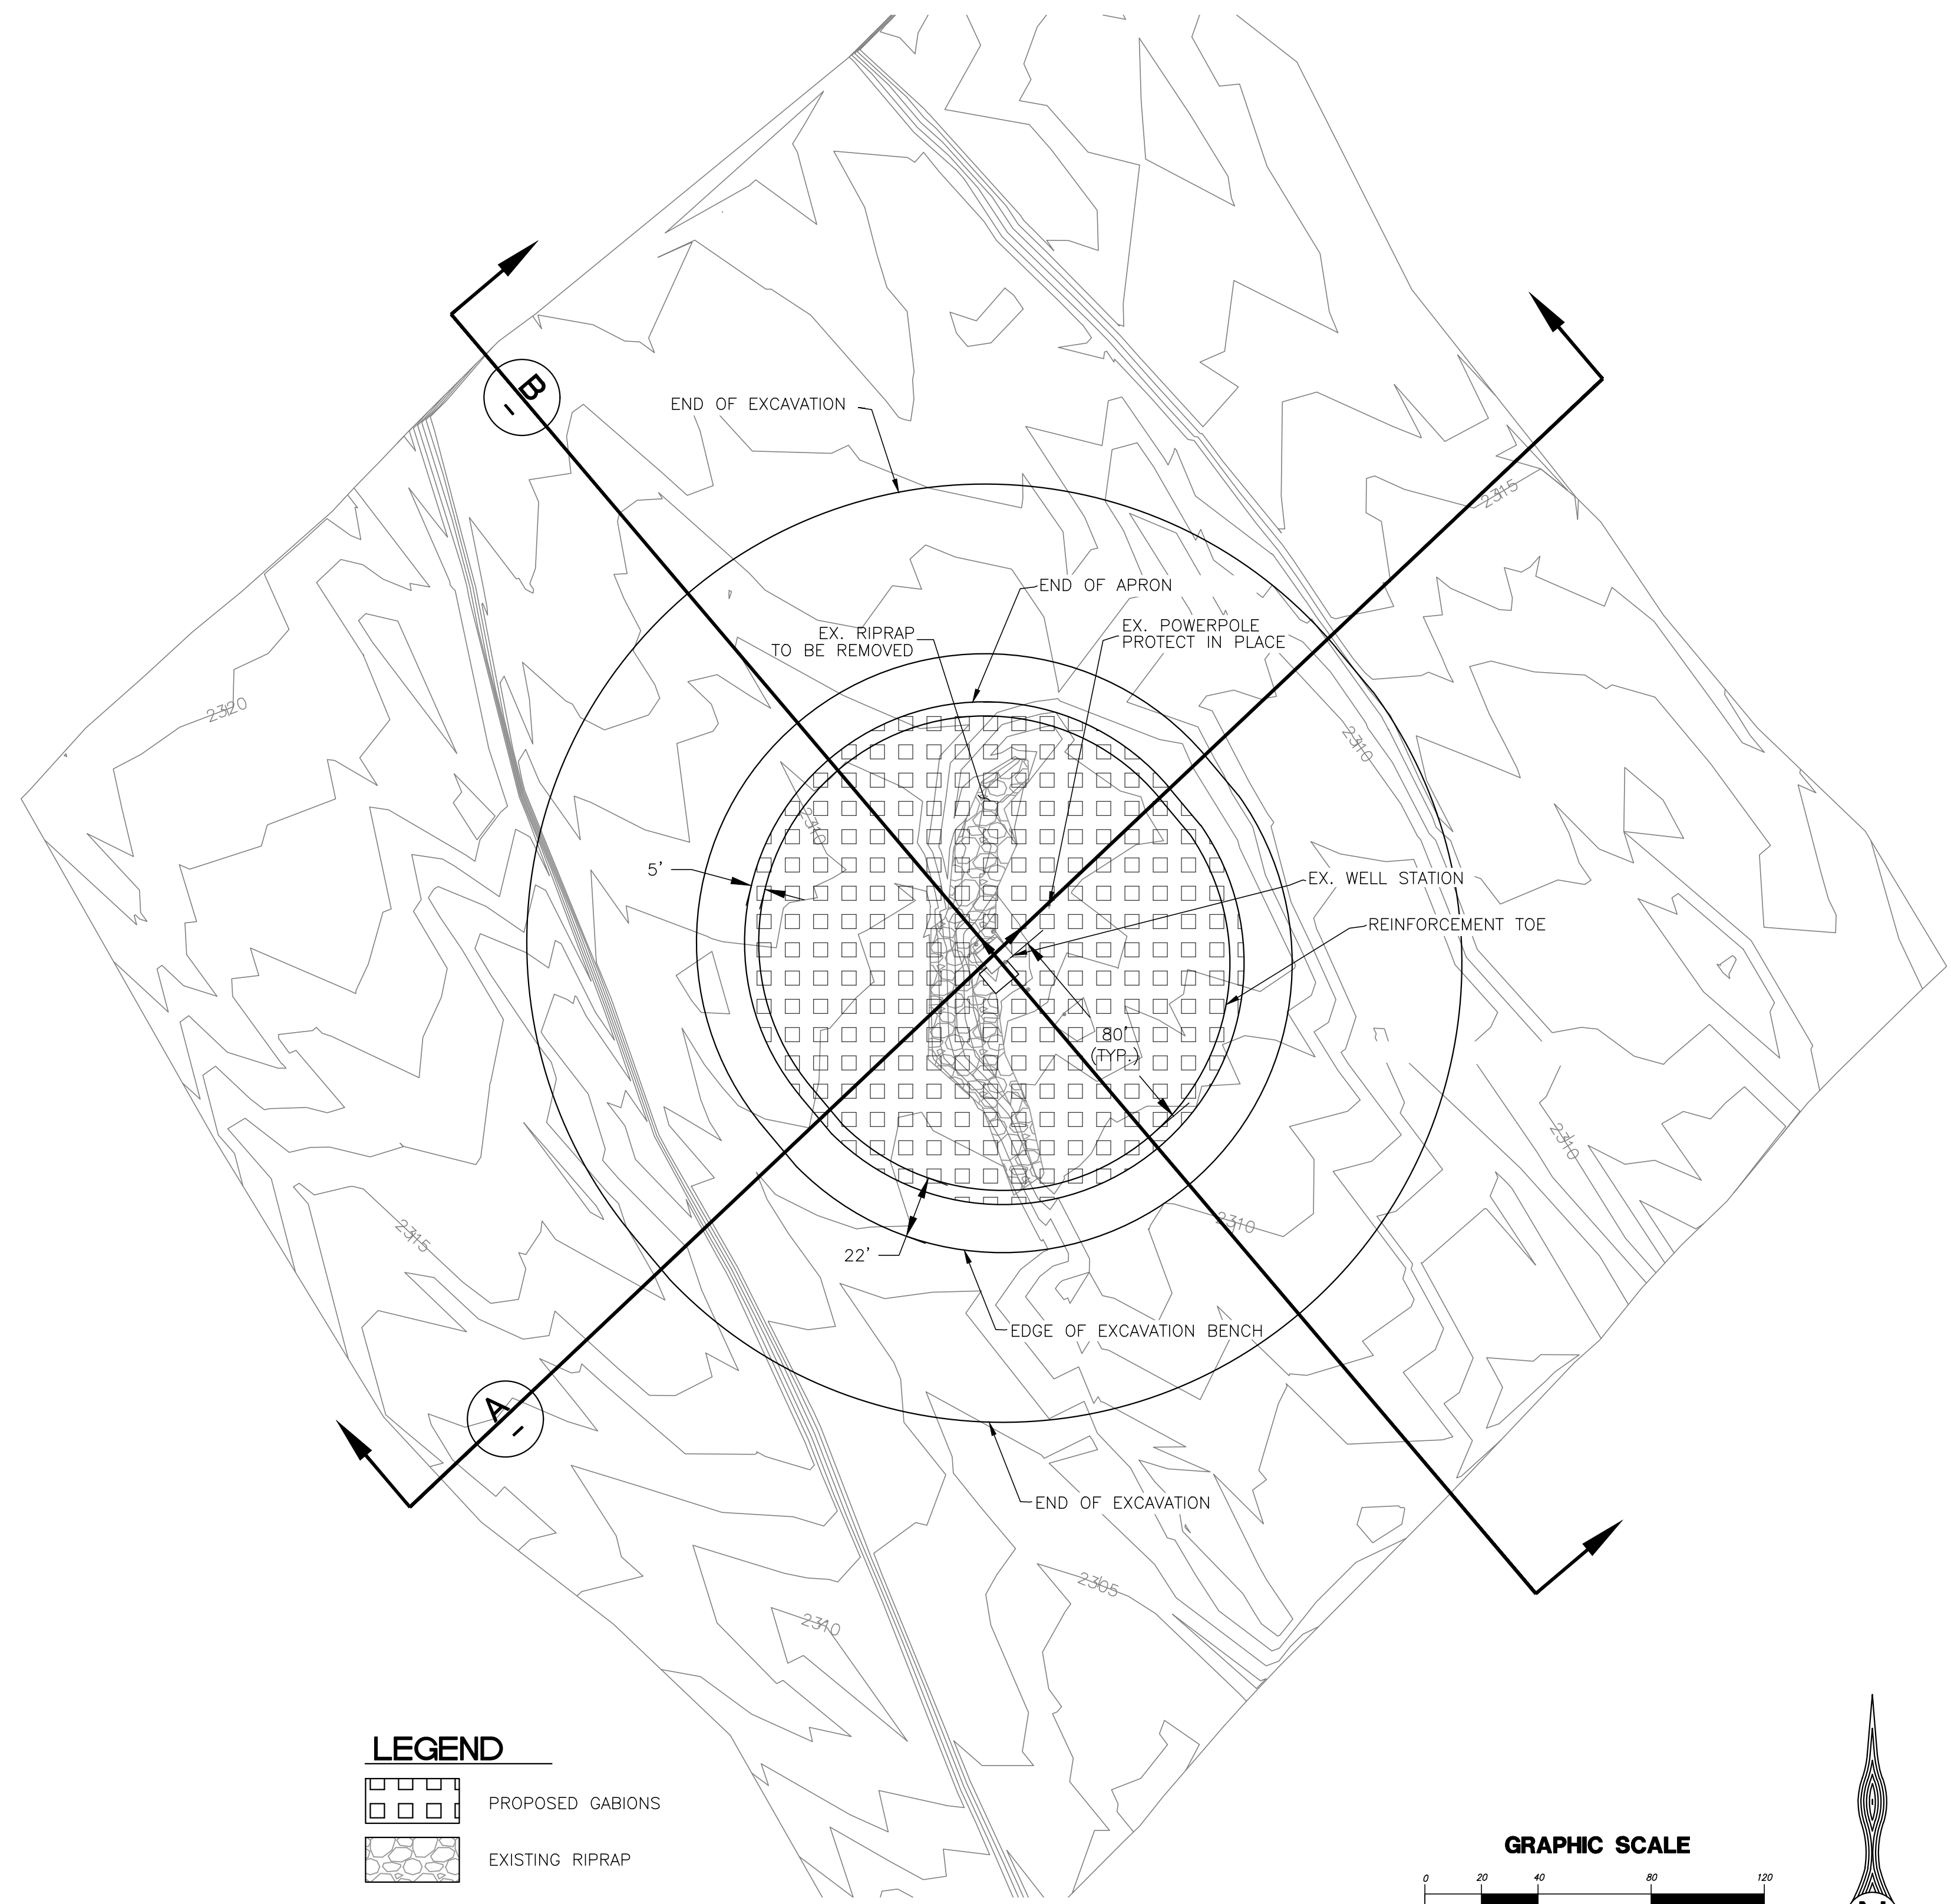 B
-
END OF EXCAVATION
2315
END OF APRON
EX. RIPRAP
TO BE REMOVED
EX. POWERPOLE
PROTECT IN PLACE
2320
2310
2310
5'
EX. WELL STATION
REINFORCEMENT TOE
80'
(TYP.)
2310
2315
2310
22'
EDGE OF EXCAVATION BENCH
A
-
END OF EXCAVATION
2305
2310
LEGEND
PROPOSED GABIONS
EXISTING RIPRAP
GRAPHIC SCALE
0 20 40 80 120